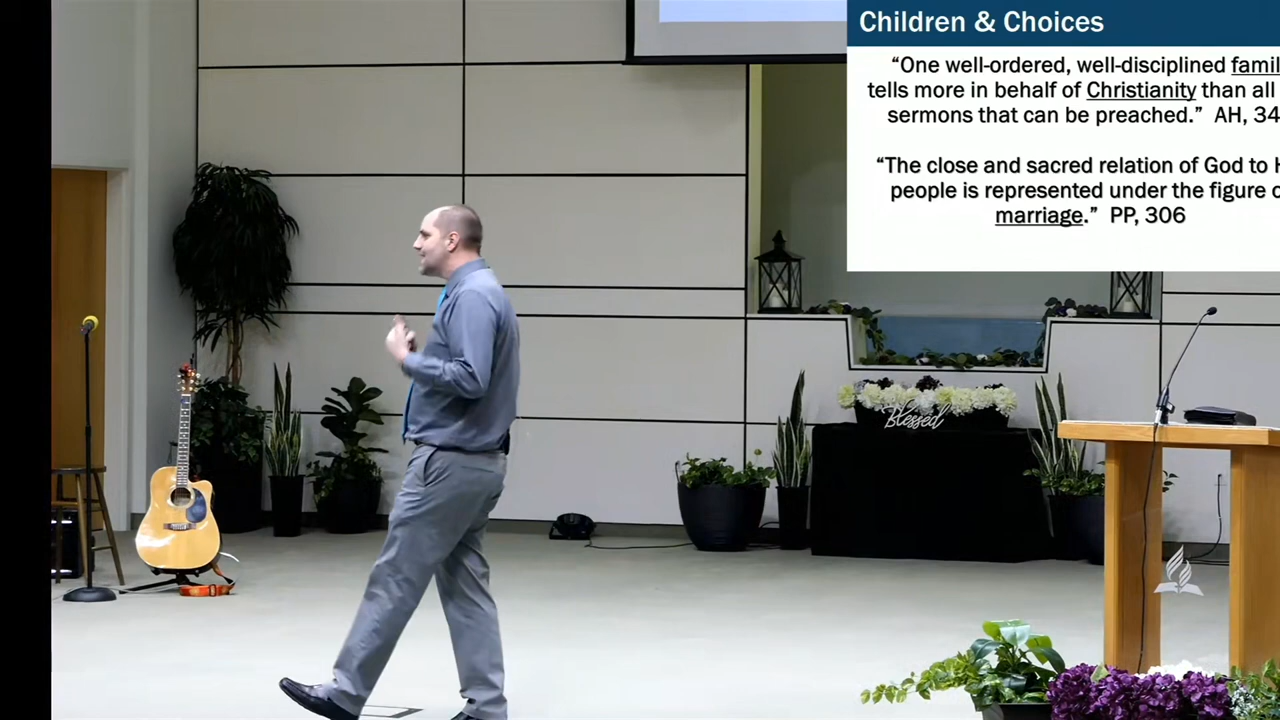 Children & Choices
“One well-ordered, well-disciplined
tells more in behalf of Christianity than all
sermons that can be preached.” AH,
“The close and sacred relation of God to
people is represented under the figure
marriage.” PP, 306
Blessed